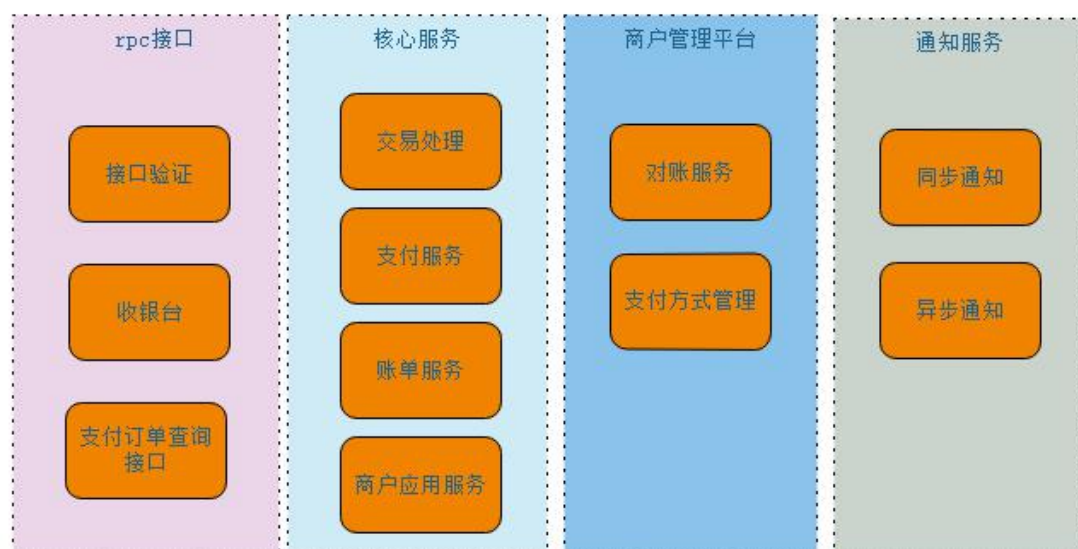 rpc接口
接口验证
收银台
支付订单查询
接口
核心服务
交易处理
支付服务
账单服务
商户应用服务
商户管理平台
对账服务
支付方式管理
通知服务
同步通知
异步通知